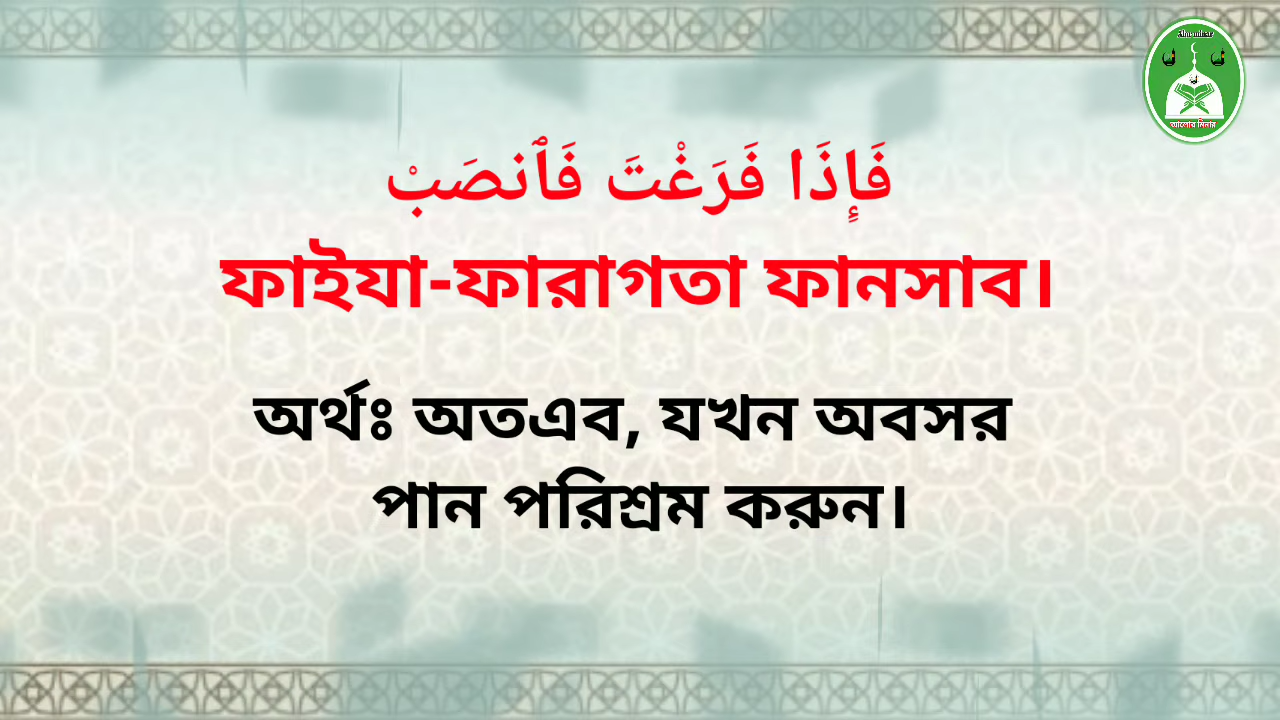 فَإِذَا فَرَغْتَ فَٱنصَبْ
ফাইযা-ফারাগতা ফানসাব।
অর্থঃ অতএব, যখন অবসর
পান পরিশ্রম করুন।